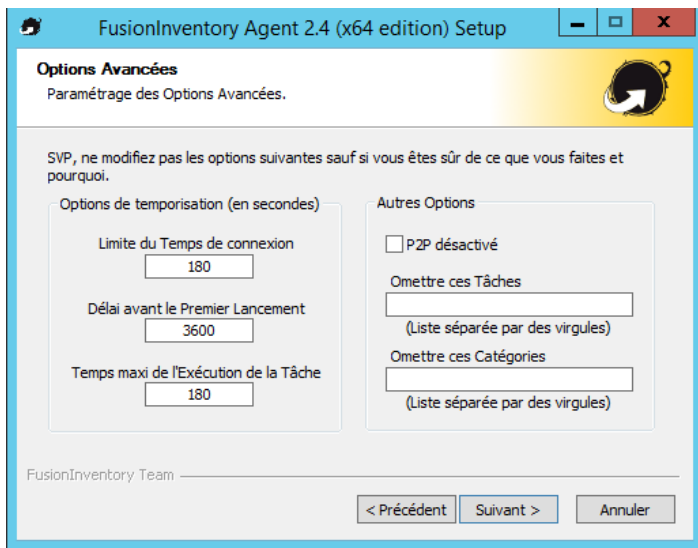 FusionInventory Agent 2.4 (x64 edition) Setup
Options Avancées
Paramétrage des Options Avancées.
SVP, ne modifiez pas les options suivantes sauf si vous êtes sûr de ce que vous faites et
pourquoi.
Options de temporisation (en secondes)
Limite du Temps de connexion
180
Délai avant le Premier Lancement
3600
Temps maxi de l'Exécution de la Tâche
180
Autres Options
P2P désactivé
Omettre ces Tâches
(Liste séparée par des virgules)
Omettre ces Catégories
(Liste séparée par des virgules)
FusionInventory Team
< Précédent
Suivant >
Annuler